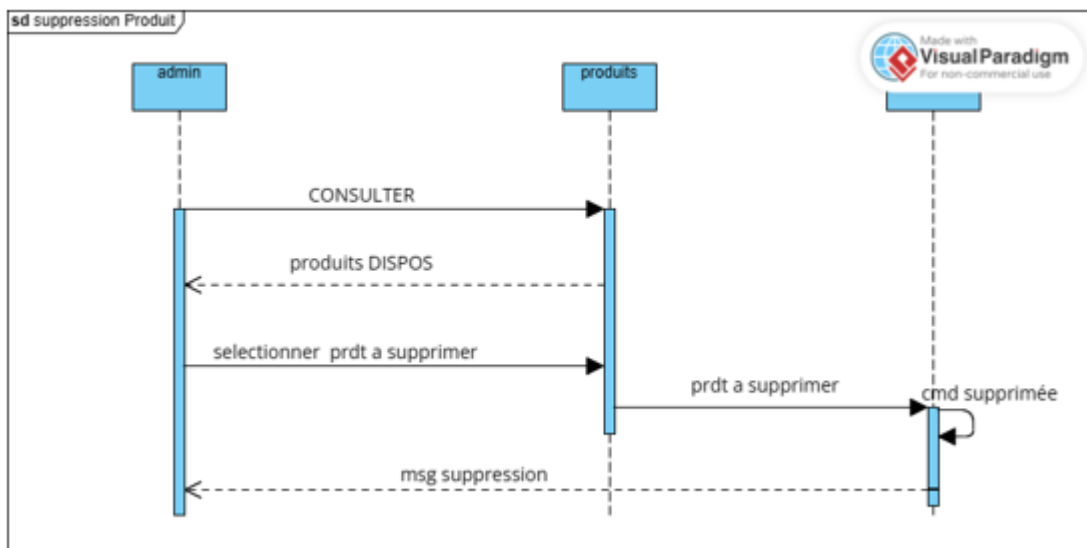 sd suppression Produit
Made with
Visual Paradigm
For non-commercial use
admin
produits
CONSULTER
produits DISPOS
selectionner prdt a supprimer
prdt a supprimer
cmd supprimée
msg suppression